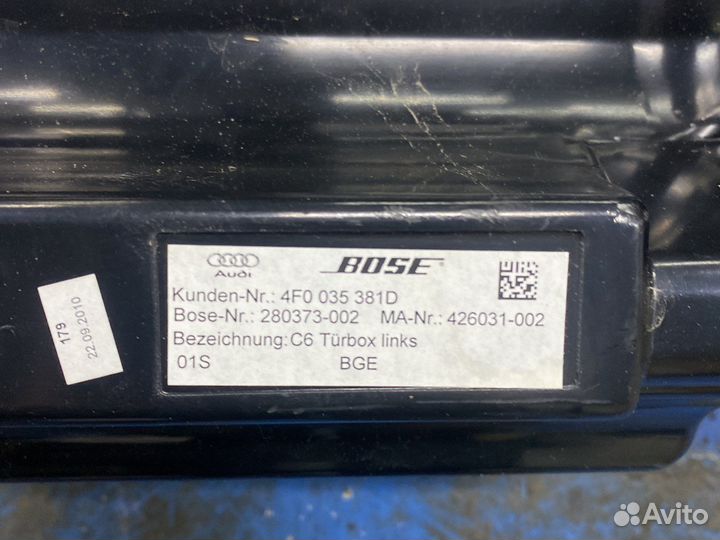 Audi BOSE
Kunden-Nr.: 4F0 035 381D
Bose-Nr.: 280373-002 MA-Nr.: 426031-002
Bezeichnung:C6 Türbox links
01S BGE
179
22.09.2010
Avito